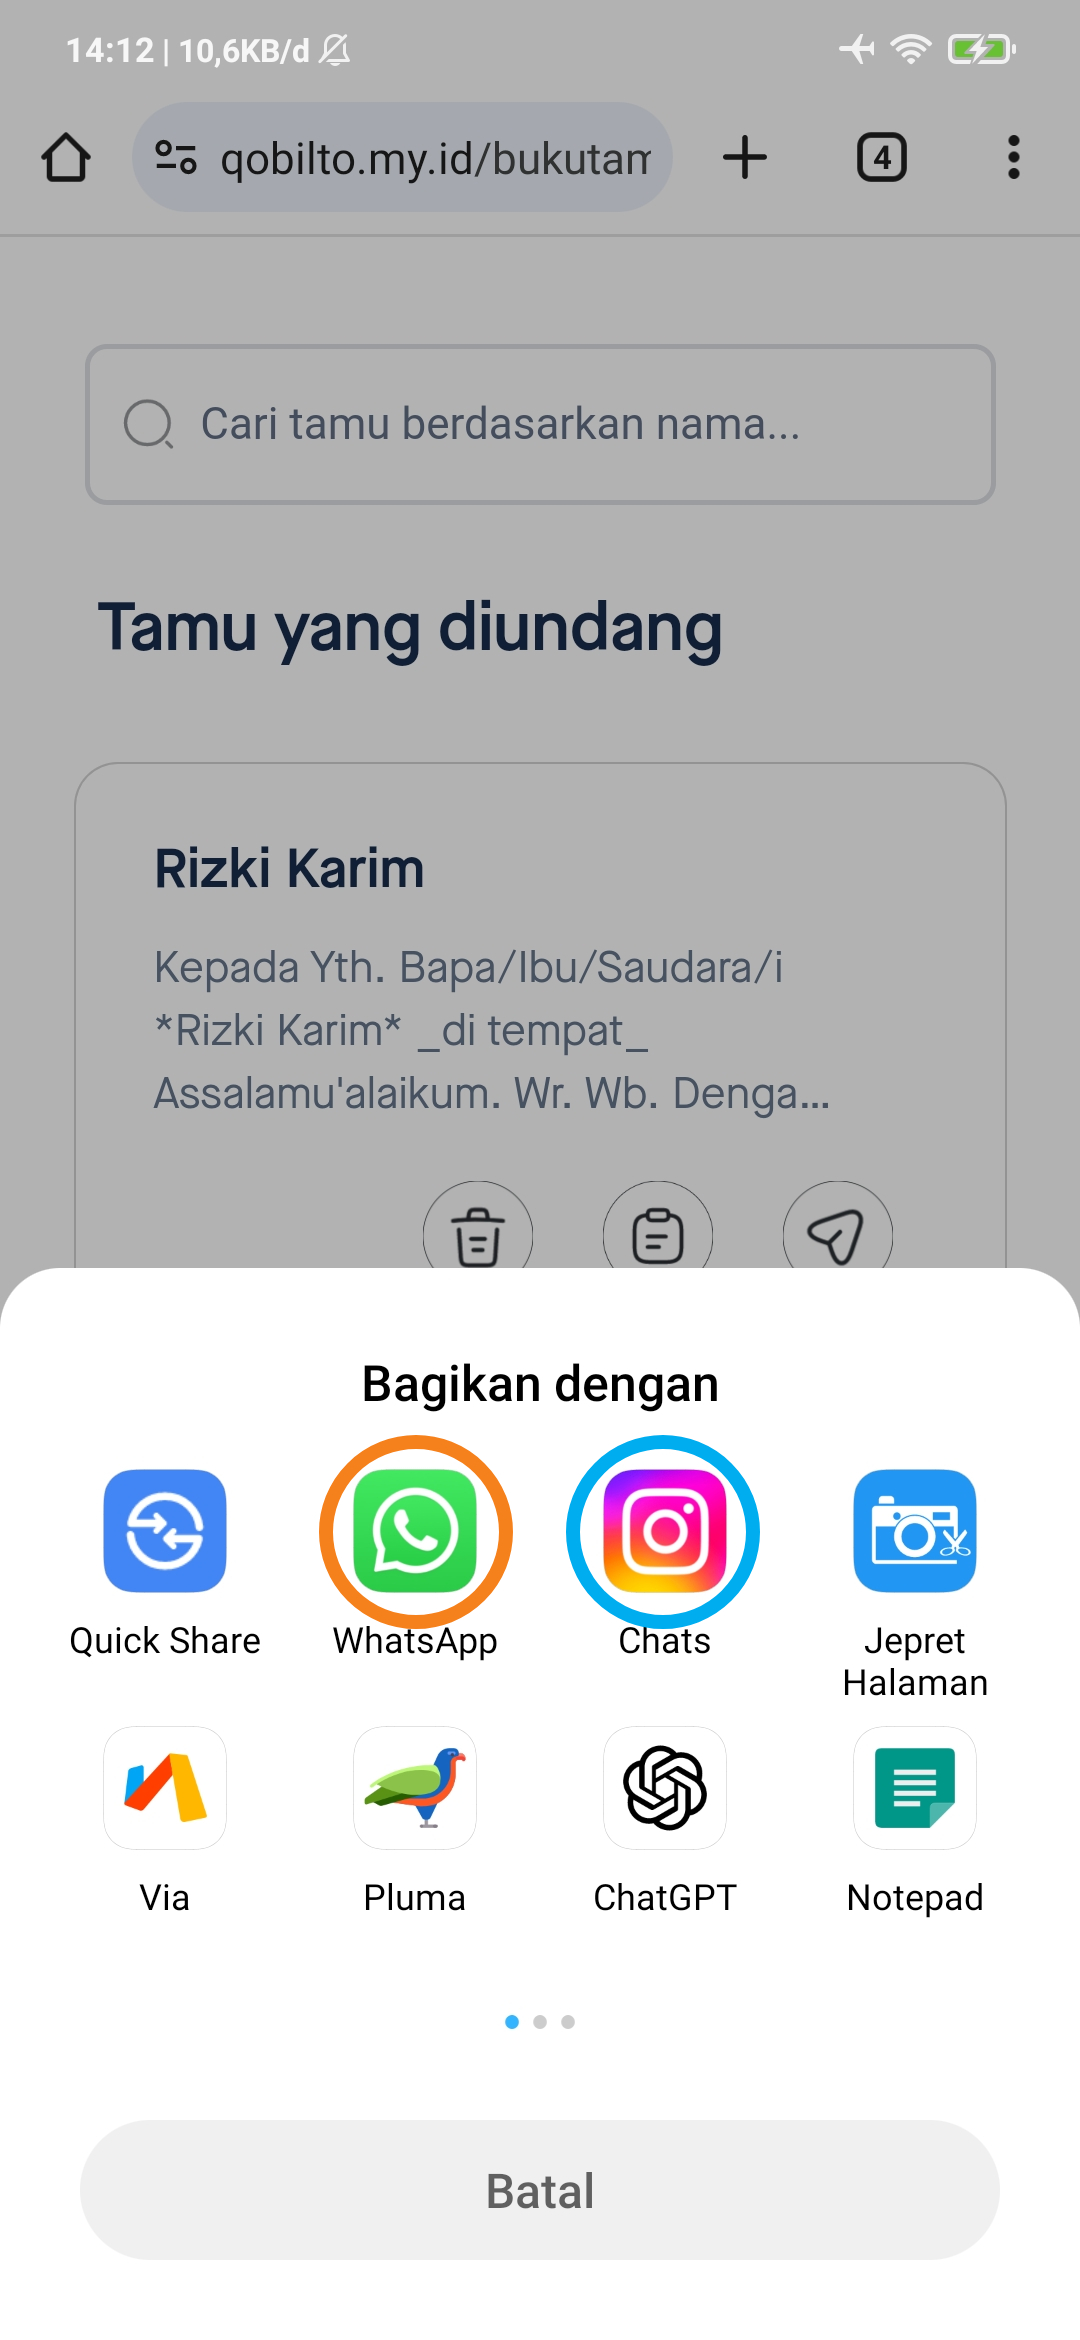 14:12 | 10,6KB/d
qobilto.my.id/bukutam
4
Cari tamu berdasarkan nama...
Tamu yang diundang
Rizki Karim
Kepada Yth. Bapa/Ibu/Saudara/i
*Rizki Karim* _di tempat_
Assalamu'alaikum. Wr. Wb. Denga...
Bagikan dengan
Quick Share
WhatsApp
Chats
Jepret
Halaman
Via
Pluma
ChatGPT
Notepad
Batal